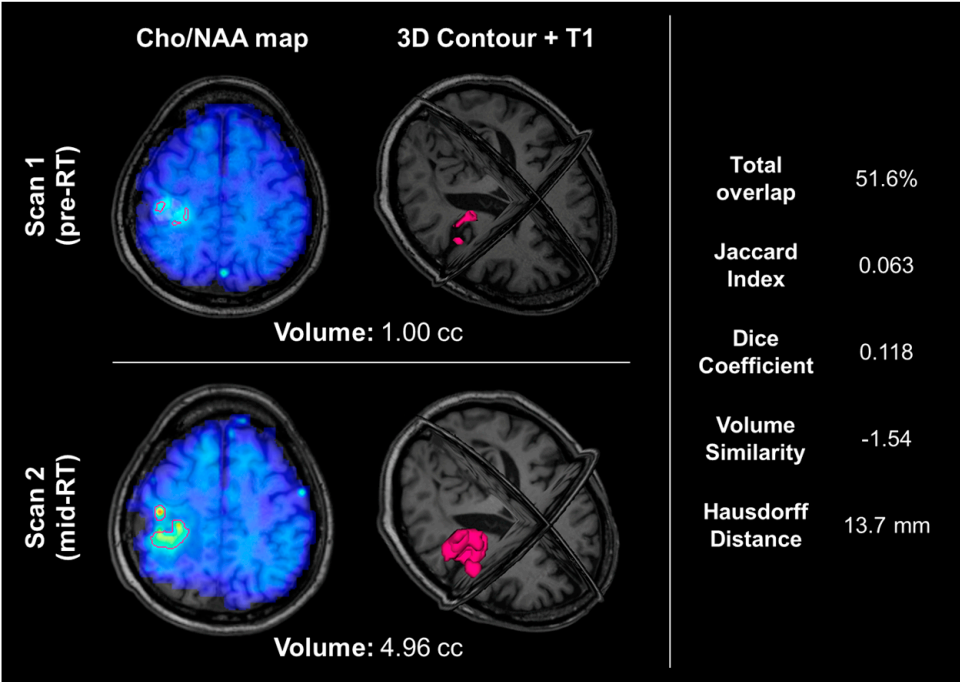 Cho/NAA map
3D Contour + T1
Scan 1
(pre-RT)
Volume: 1.00 cc
Scan 2
(mid-RT)
Volume: 4.96 cc
Total
overlap
51.6%
Jaccard
Index
0.063
Dice
Coefficient
0.118
Volume
Similarity
-1.54
Hausdorff
Distance
13.7 mm